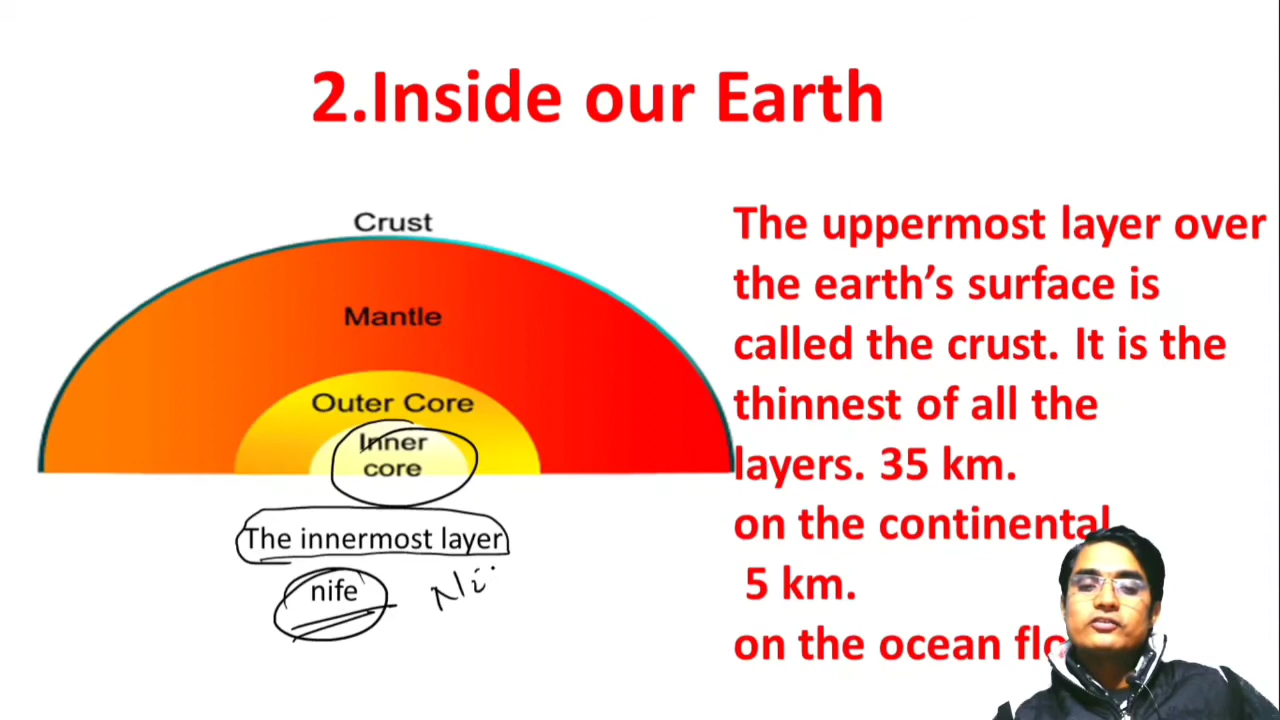 2.Inside our Earth
Crust
Mantle
Outer Core
Inner
core
The innermost layer
nife
Ni
The uppermost layer over
the earth’s surface is
called the crust. It is the
thinnest of all the
layers. 35 km.
on the continental
5 km.
on the ocean